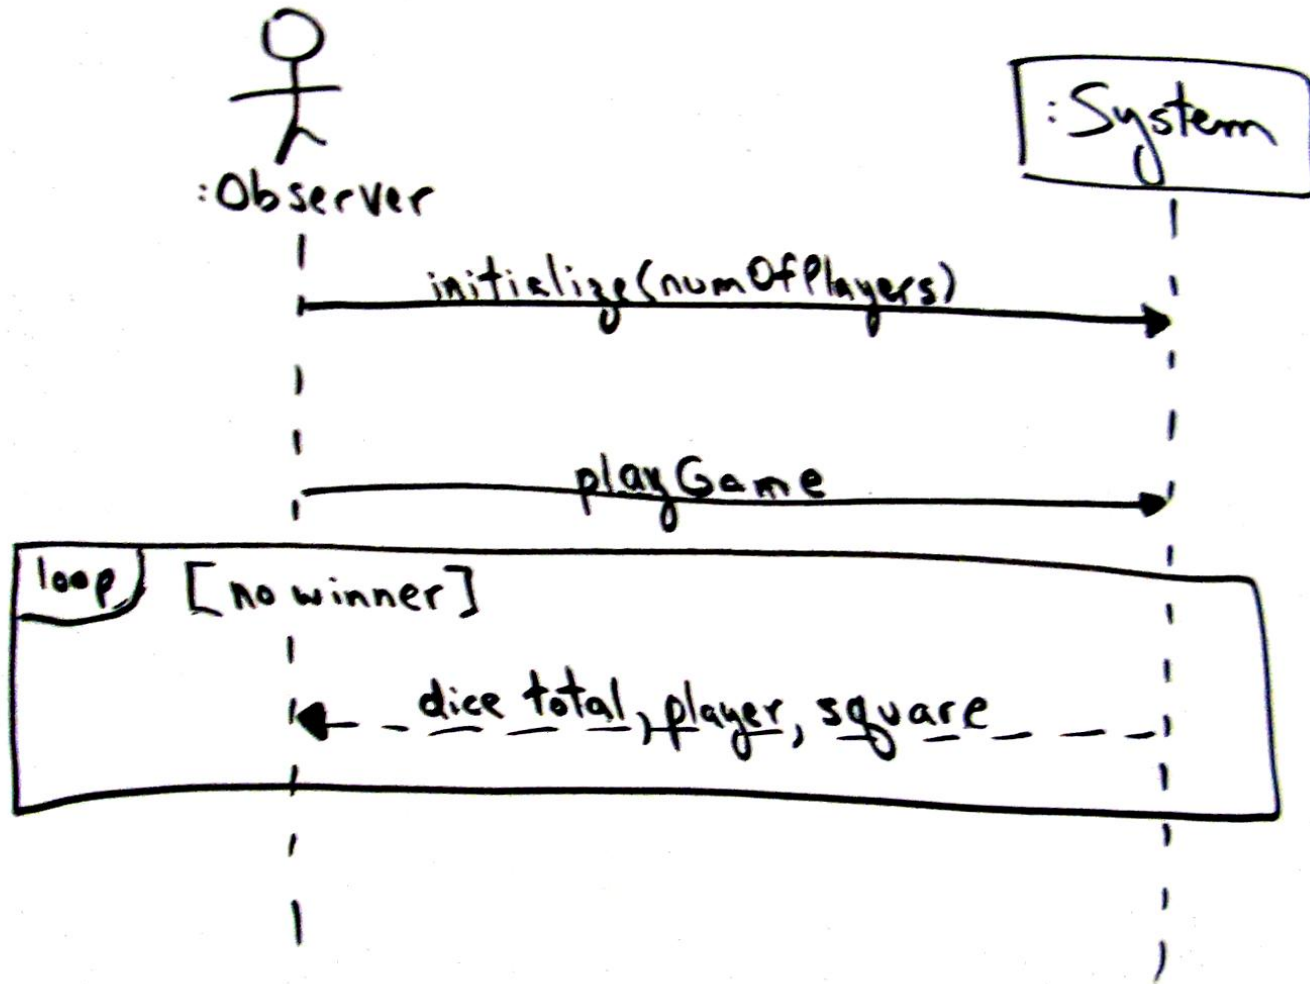 :System
:Observer
initialize(numOfPlayers)
playGame
loop
[no winner]
dice total, player, square